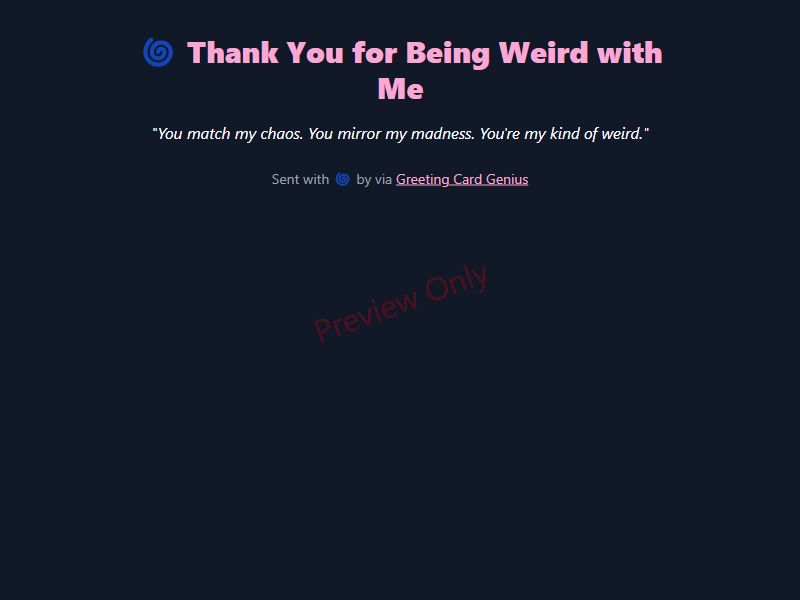 🌀 Thank You for Being Weird with
Me
"You match my chaos. You mirror my madness. You're my kind of weird."
Sent with 🌀 by via Greeting Card Genius
Preview Only